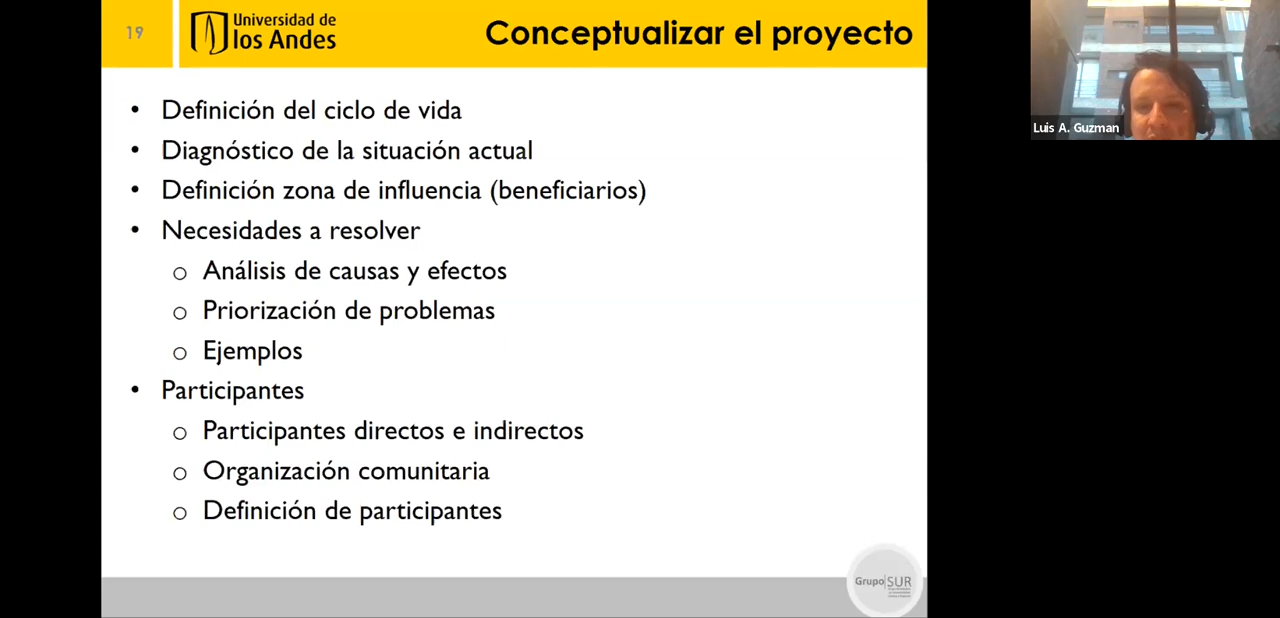 19
Universidad de
los Andes
Conceptualizar el proyecto
Luis A. Guzman
• Definición del ciclo de vida
• Diagnóstico de la situación actual
• Definición zona de influencia (beneficiarios)
• Necesidades a resolver
o Análisis de causas y efectos
o Priorización de problemas
o Ejemplos
• Participantes
o Participantes directos e indirectos
o Organización comunitaria
o Definición de participantes
Grupo|SUR